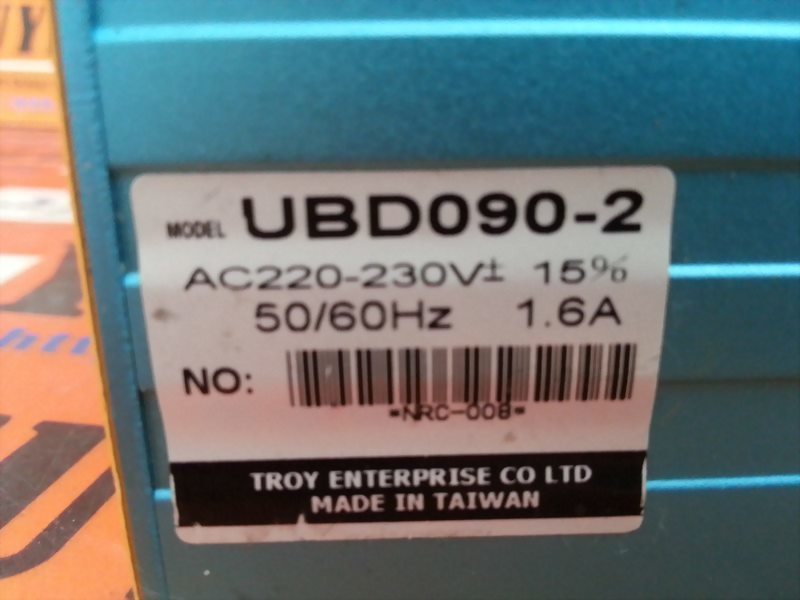 MODEL UBD090-2
AC220-230V± 15%
50/60Hz 1.6A
NO:
*NRC-008*
TROY ENTERPRISE CO LTD
MADE IN TAIWAN